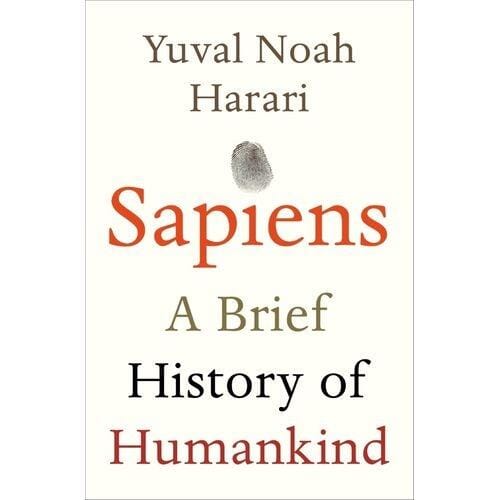 Yuval Noah
Harari
Sapiens
A Brief
History of
Humankind